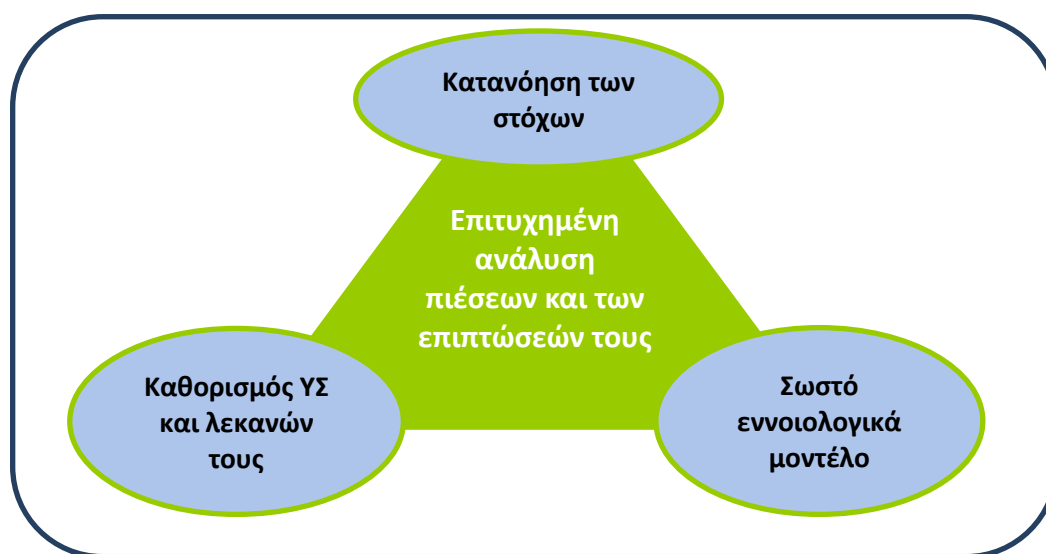 Κατανόηση των
στόχων
Επιτυχημένη
ανάλυση
πιέσεων και των
επιπτώσεών τους
Καθορισμός ΥΣ
και λεκανών
τους
Σωστό
εννοιολογικά
μοντέλο